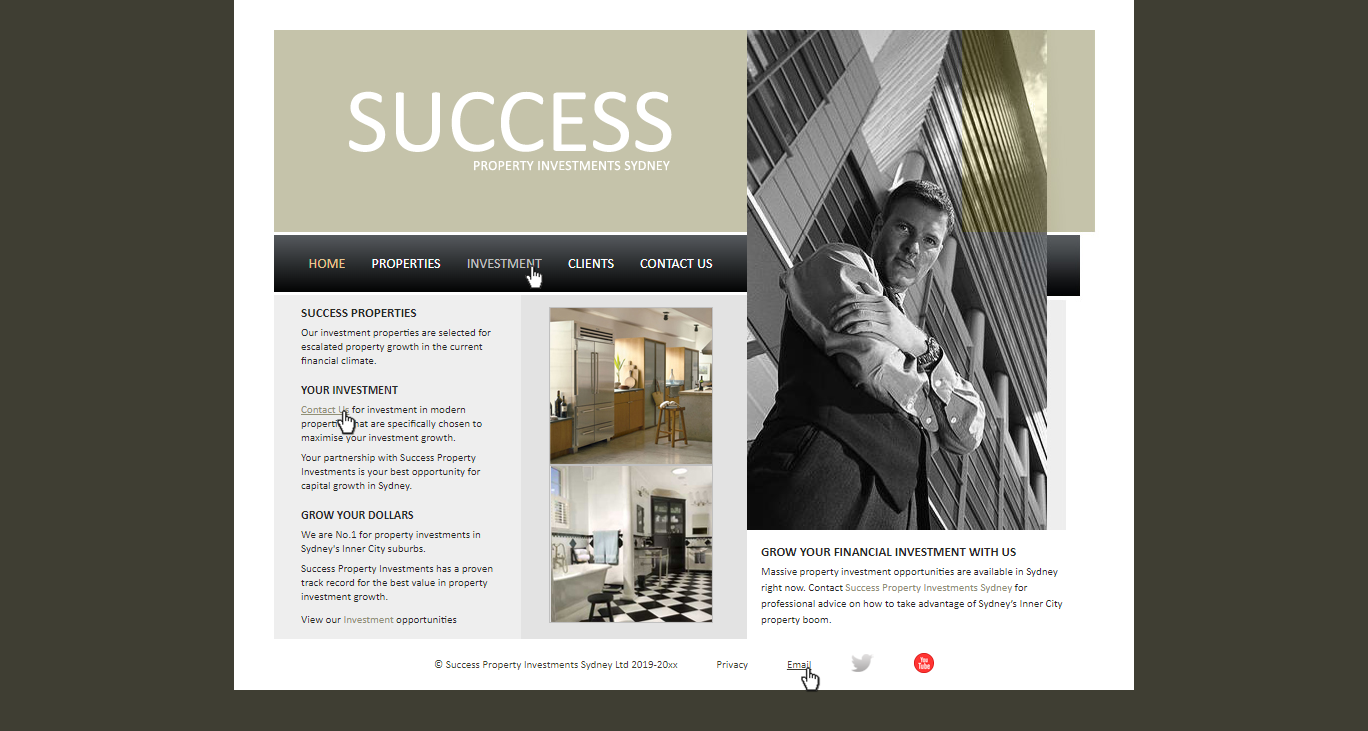 SUCCESS
PROPERTY INVESTMENTS SYDNEY
HOME PROPERTIES INVESTMENT CLIENTS CONTACT US
SUCCESS PROPERTIES
Our investment properties are selected for
escalated property growth in the current
financial climate.
YOUR INVESTMENT
Contact Us for investment in modern
properties that are specifically chosen to
maximise your investment growth.
Your partnership with Success Property
Investments is your best opportunity for
capital growth in Sydney.
GROW YOUR DOLLARS
We are No.1 for property investments in
Sydney's Inner City suburbs.
Success Property Investments has a proven
track record for the best value in property
investment growth.
View our Investment opportunities
GROW YOUR FINANCIAL INVESTMENT WITH US
Massive property investment opportunities are available in Sydney
right now. Contact Success Property Investments Sydney for
professional advice on how to take advantage of Sydney's Inner City
property boom.
© Success Property Investments Sydney Ltd 2019-20xx Privacy Email You Tube